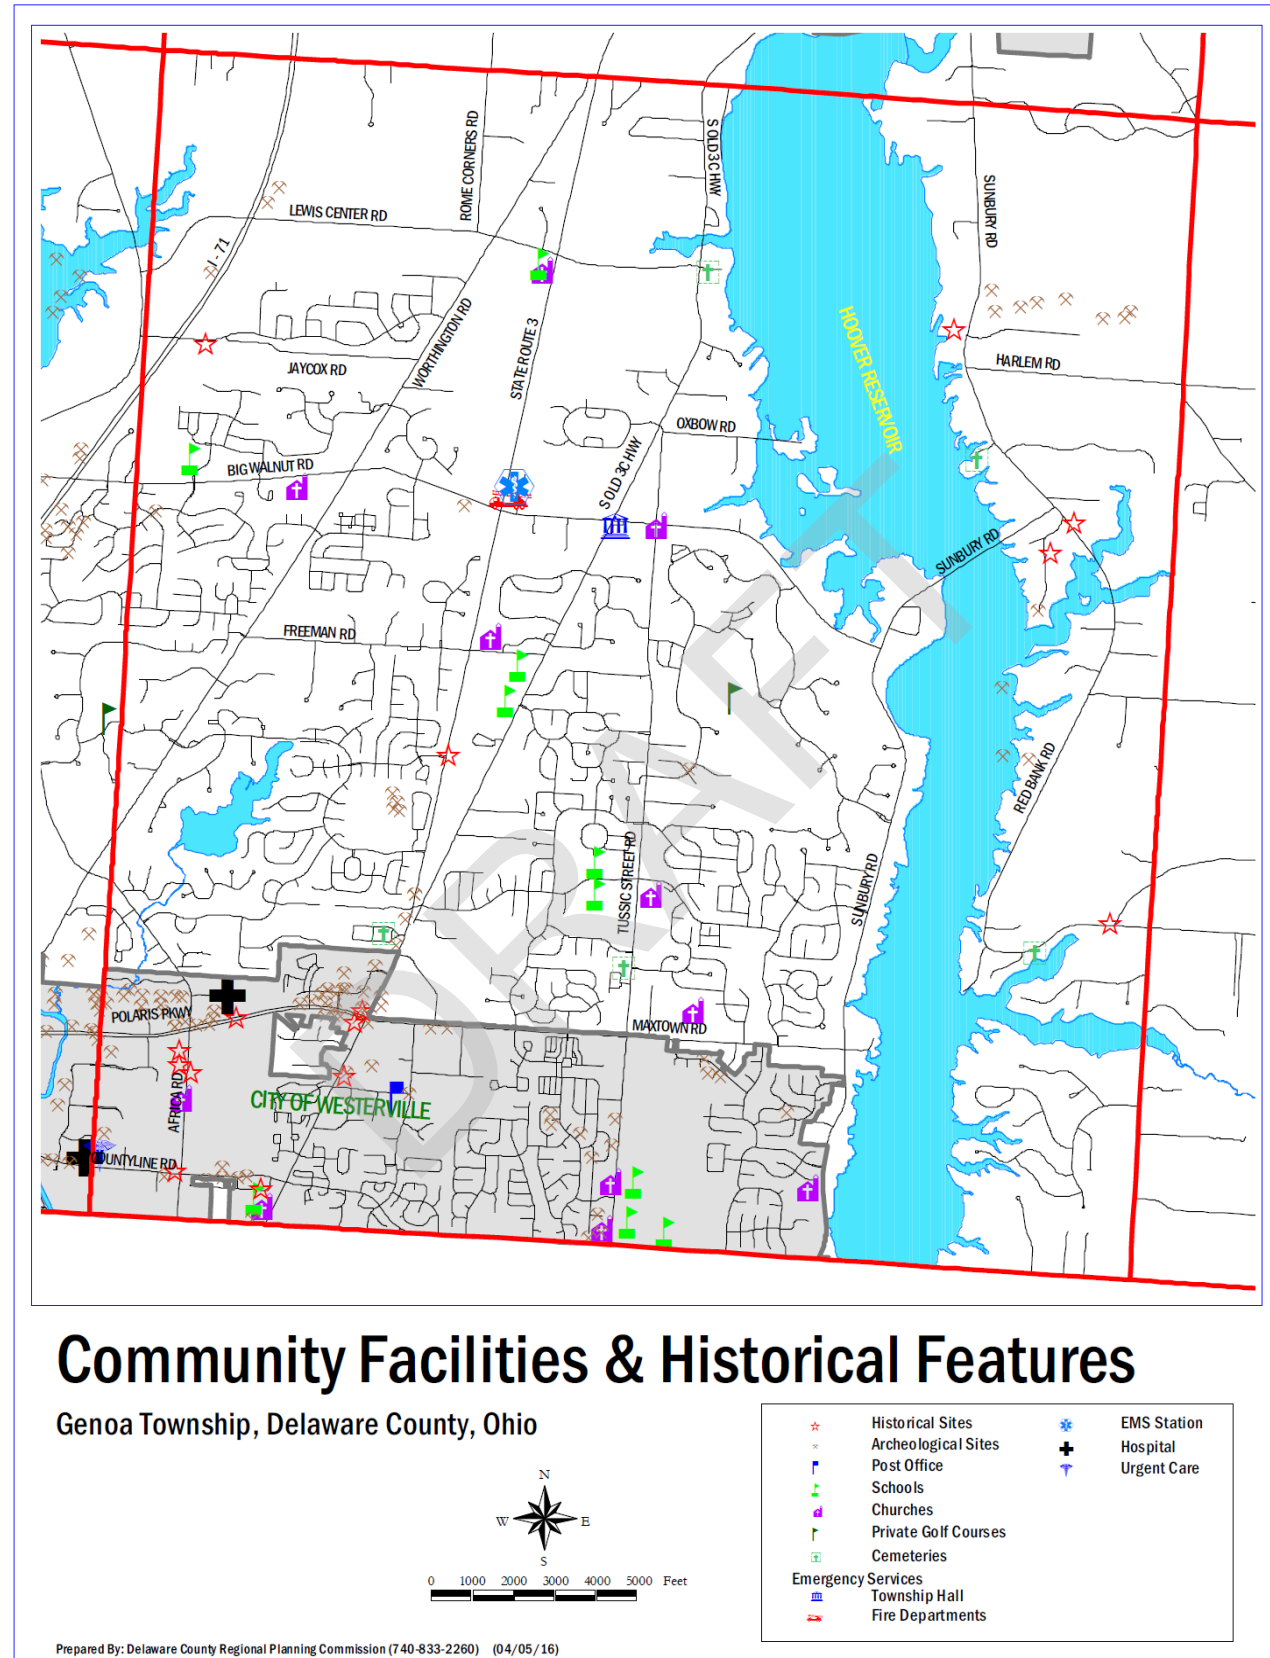 ROME CORNERS RD
S OLD 3C HWY
SUNBURY RD
LEWIS CENTER RD
I - 71
WORTHINGTON RD
STATE ROUTE 3
HOOVER RESERVOIR
JAYCOX RD
HARLEM RD
OXBOW RD
S OLD 3C HWY
BIG WALNUT RD
SUNBURY RD
FREEMAN RD
DRAFT
RED BANK RD
TUSSIC STREET RD
SUNBURY RD
POLARIS PKWY
MAXTOWN RD
AFRICA RD
CITY OF WESTERVILLE
COUNTYLINE RD
Community Facilities & Historical Features
Genoa Township, Delaware County, Ohio
N
W E
S
0 1000 2000 3000 4000 5000 Feet
Historical Sites
Archeological Sites
Post Office
Schools
Churches
Private Golf Courses
Cemeteries
Emergency Services
Township Hall
Fire Departments
EMS Station
Hospital
Urgent Care
Prepared By: Delaware County Regional Planning Commission (740-833-2260) (04/05/16)